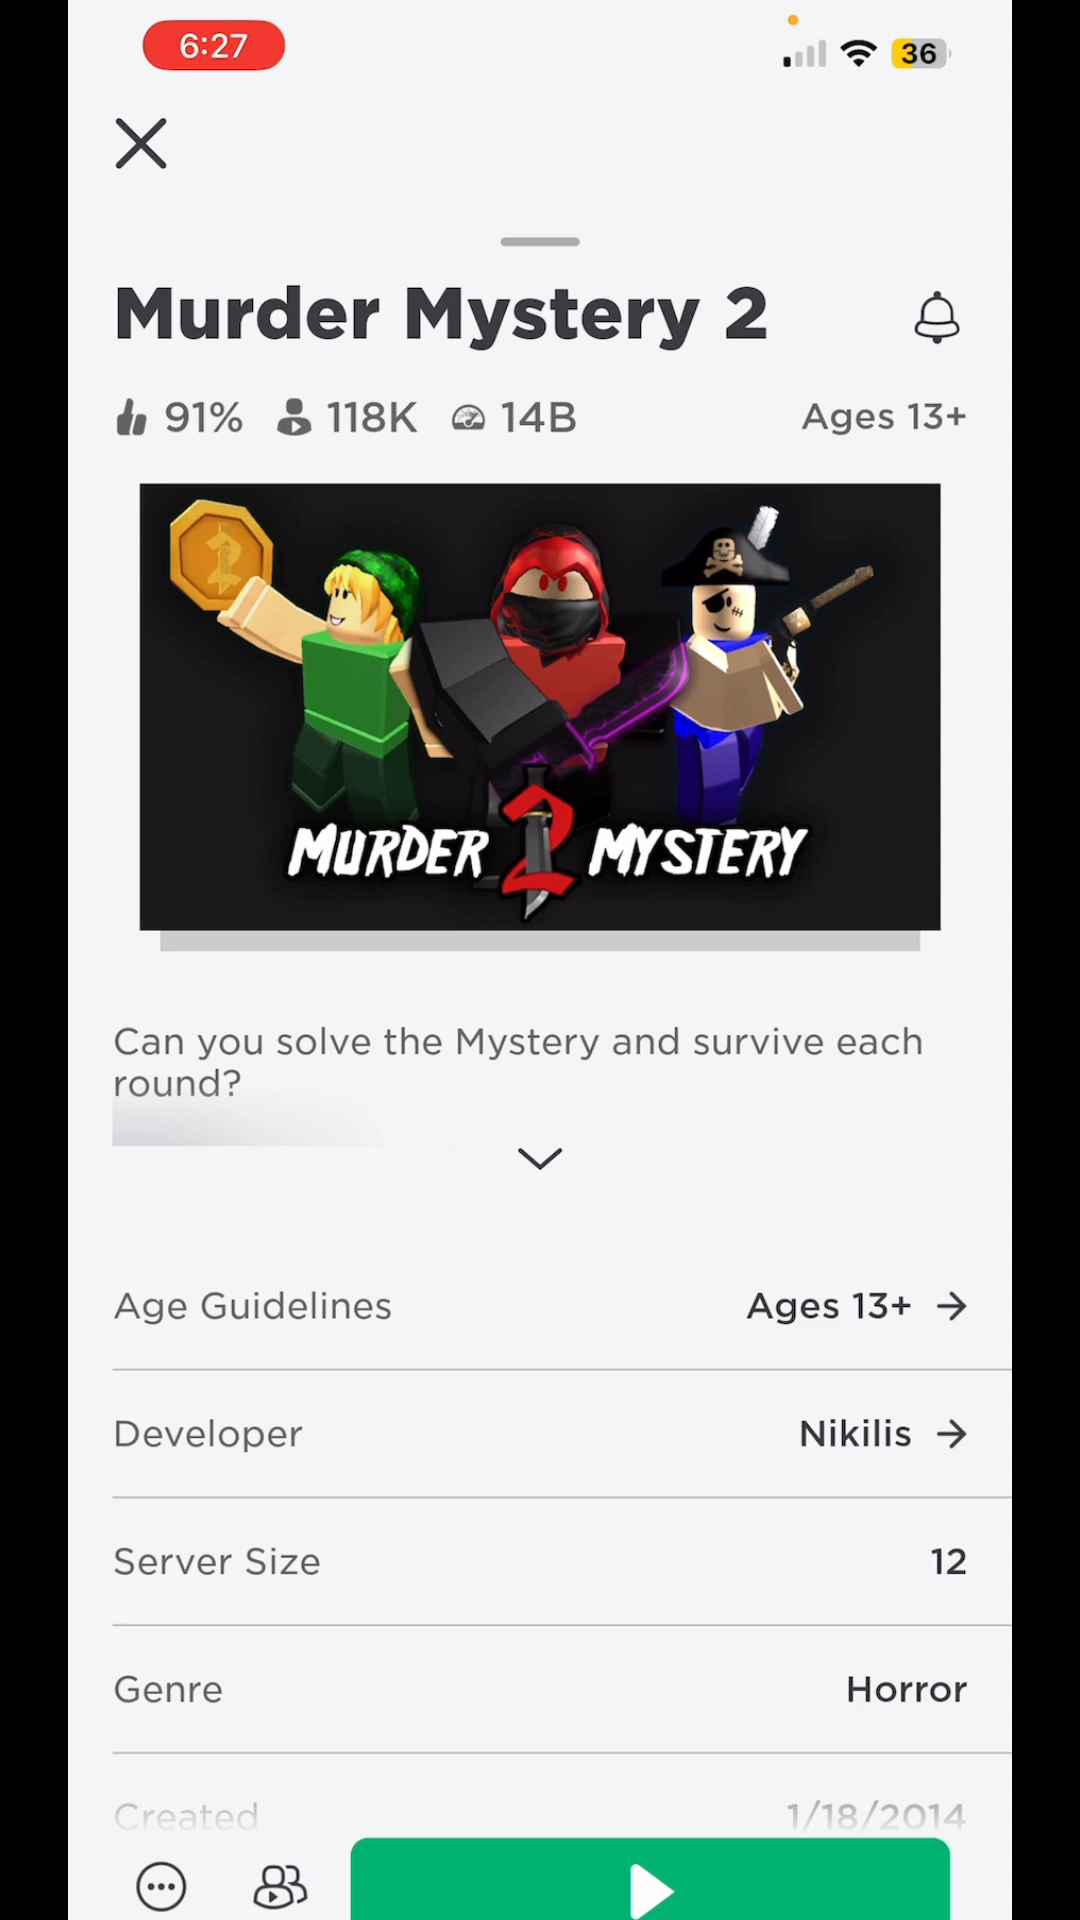 6:27
36
Murder Mystery 2
91% 118K 14B Ages 13+
MURDER 2 MYSTERY
Can you solve the Mystery and survive each
round?
Age Guidelines Ages 13+
Developer Nikilis
Server Size 12
Genre Horror
Created 1/18/2014